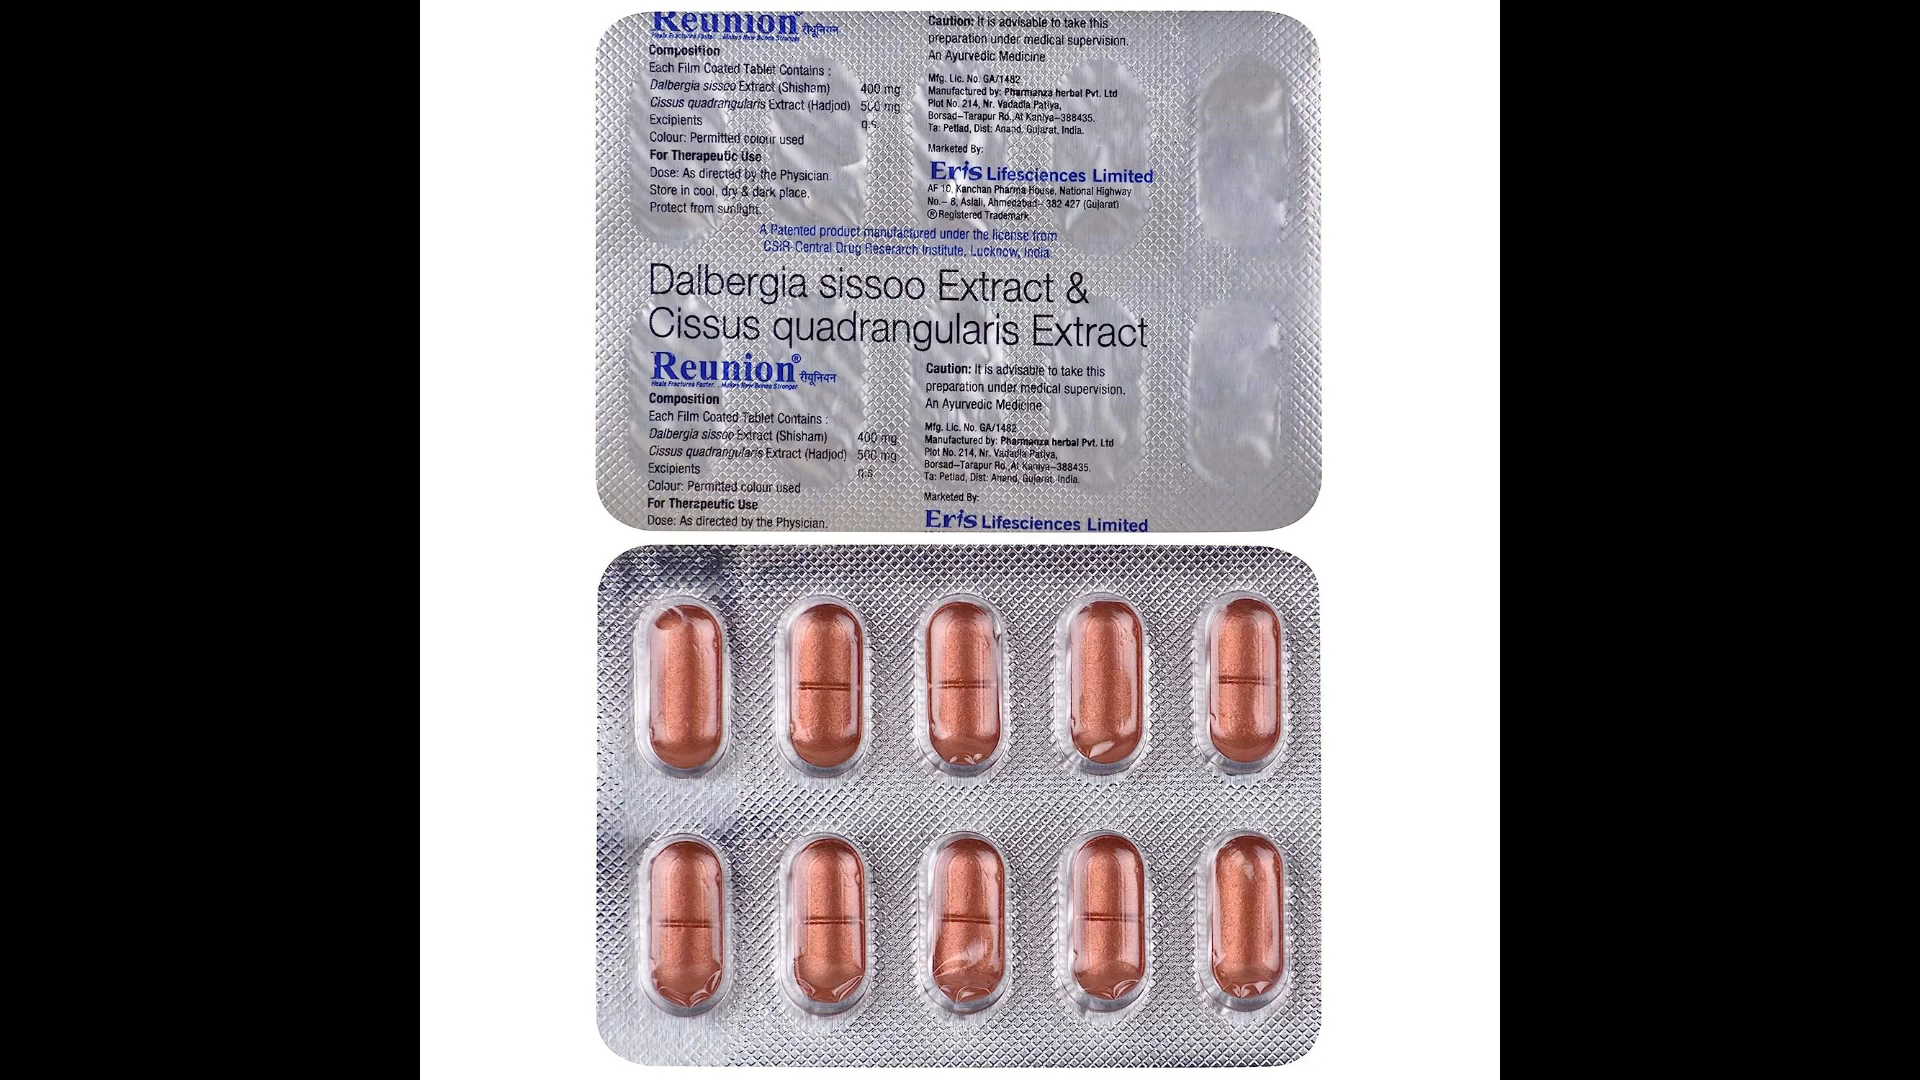 Reunion® रीयूनियन
Heals Fractures Faster...Makes New Bones Stronger
Composition
Each Film Coated Tablet Contains :
Dalbergia sissoo Extract (Shisham) 400 mg
Cissus quadrangularis Extract (Hadjod) 500 mg
Excipients q.s.
Colour: Permitted colour used
For Therapeutic Use
Dose: As directed by the Physician.
Store in cool, dry & dark place.
Protect from sunlight.
Caution: It is advisable to take this
preparation under medical supervision.
An Ayurvedic Medicine
Mfg. Lic. No. GA/1482
Manufactured by: Pharmanza herbal Pvt. Ltd
Plot No. 214, Nr. Vadadla Patiya,
Borsad–Tarapur Rd.,At Kaniya–388435.
Ta: Petlad, Dist: Anand, Gujarat, India.
Marketed By:
Eris Lifesciences Limited
AF 10, Kanchan Pharma House, National Highway
No.– 8, Aslali, Ahmedabad– 382 427 (Gujarat)
® Registered Trademark
A Patented product manufactured under the license from
CSIR-Central Drug Reserarch Institute, Lucknow, India.
Dalbergia sissoo Extract &
Cissus quadrangularis Extract
Reunion® रीयूनियन
Heals Fractures Faster...Makes New Bones Stronger
Composition
Each Film Coated Tablet Contains :
Dalbergia sissoo Extract (Shisham) 400 mg
Cissus quadrangularis Extract (Hadjod) 500 mg
Excipients q.s.
Colour: Permitted colour used
For Therapeutic Use
Dose: As directed by the Physician.
Caution: It is advisable to take this
preparation under medical supervision.
An Ayurvedic Medicine
Mfg. Lic. No. GA/1482
Manufactured by: Pharmanza herbal Pvt. Ltd
Plot No. 214, Nr. Vadadla Patiya,
Borsad–Tarapur Rd.,At Kaniya–388435.
Ta: Petlad, Dist: Anand, Gujarat, India.
Marketed By:
Eris Lifesciences Limited